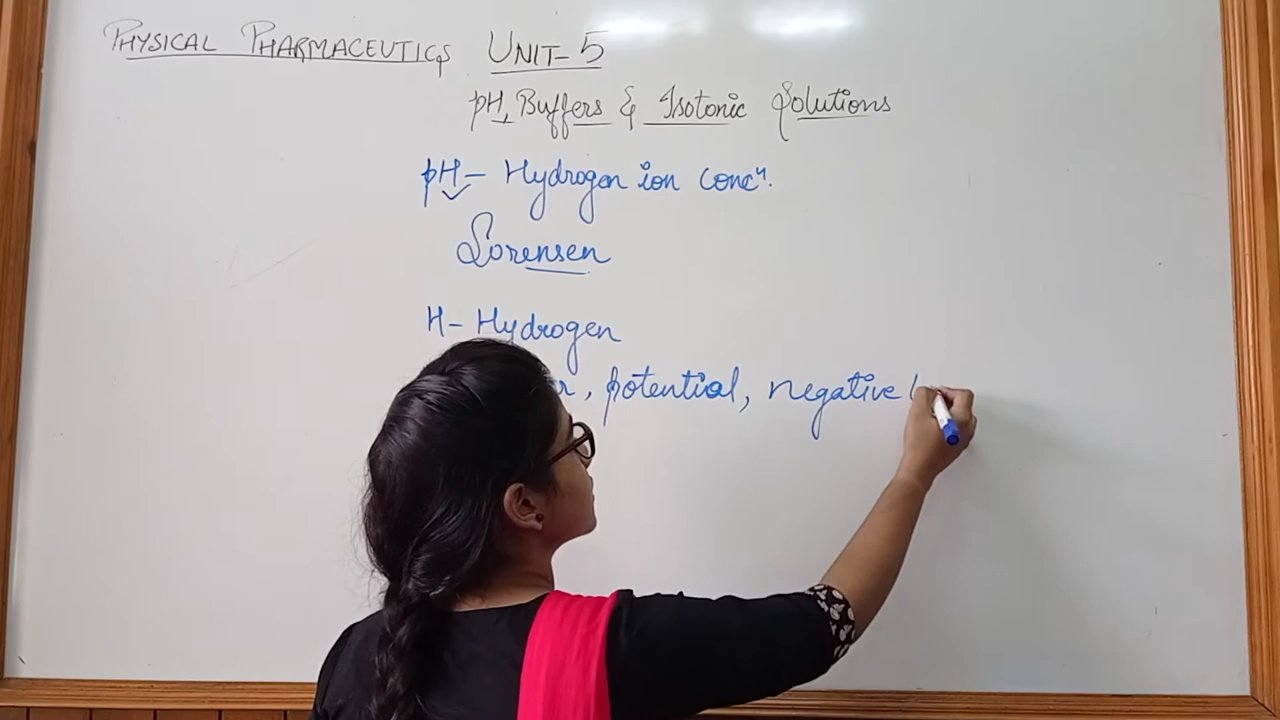 PHYSICAL PHARMACEUTICS UNIT-5
pH, Buffers & Isotonic Solutions
pH - Hydrogen ion concⁿ.
Sorensen
H - Hydrogen
, potential, negative